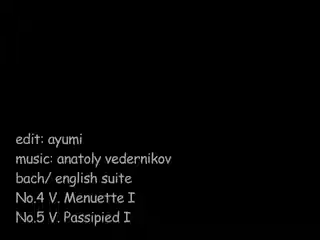 edit: ayumi
music: anatoly vedernikov
bach/ english suite
No.4 V. Menuette I
No.5 V. Passipied I